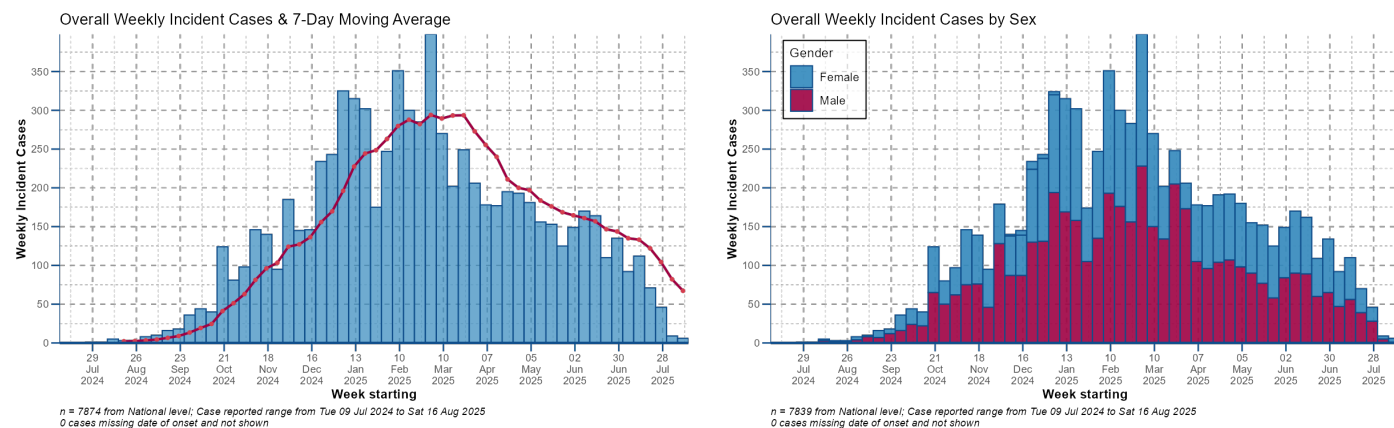 Overall Weekly Incident Cases & 7-Day Moving Average
Weekly Incident Cases
350
300
250
200
150
100
50
0
29 26 23 21 18 16 13 10 10 07 05 02 30 28
Jul Aug Sep Oct Nov Dec Jan Feb Mar Apr May Jun Jun Jul
2024 2024 2024 2024 2024 2024 2025 2025 2025 2025 2025 2025 2025 2025
Week starting
n = 7874 from National level; Case reported range from Tue 09 Jul 2024 to Sat 16 Aug 2025
0 cases missing date of onset and not shown
Overall Weekly Incident Cases by Sex
Gender
Female
Male
Weekly Incident Cases
350
300
250
200
150
100
50
0
29 26 23 21 18 16 13 10 10 07 05 02 30 28
Jul Aug Sep Oct Nov Dec Jan Feb Mar Apr May Jun Jun Jul
2024 2024 2024 2024 2024 2024 2025 2025 2025 2025 2025 2025 2025 2025
Week starting
n = 7839 from National level; Case reported range from Tue 09 Jul 2024 to Sat 16 Aug 2025
0 cases missing date of onset and not shown